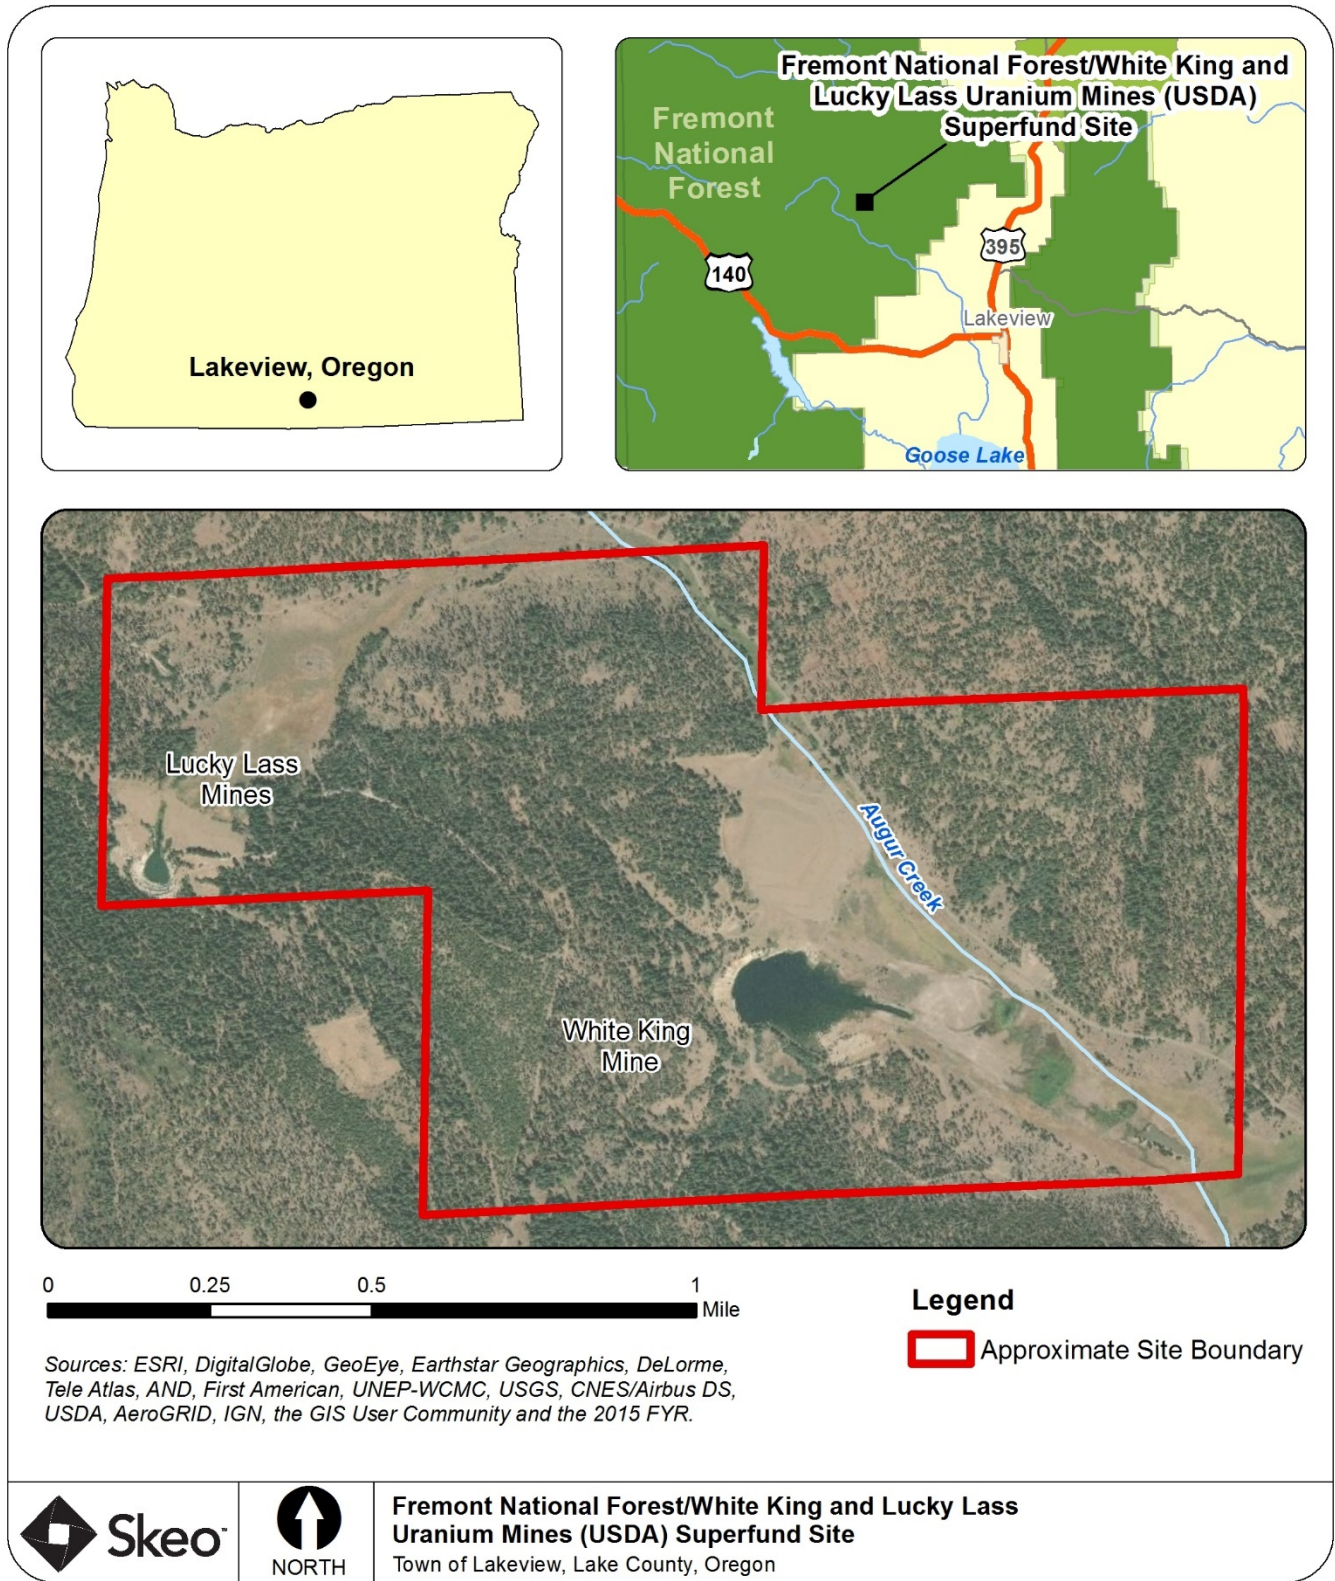 Lakeview, Oregon
Fremont National Forest/White King and
Lucky Lass Uranium Mines (USDA)
Superfund Site
Fremont
National
Forest
395
140
Lakeview
Goose Lake
Lucky Lass
Mines
Augur Creek
White King
Mine
0 0.25 0.5 1
Mile
Legend
Approximate Site Boundary
Sources: ESRI, DigitalGlobe, GeoEye, Earthstar Geographics, DeLorme,
Tele Atlas, AND, First American, UNEP-WCMC, USGS, CNES/Airbus DS,
USDA, AeroGRID, IGN, the GIS User Community and the 2015 FYR.
Skeo™
NORTH
Fremont National Forest/White King and Lucky Lass
Uranium Mines (USDA) Superfund Site
Town of Lakeview, Lake County, Oregon